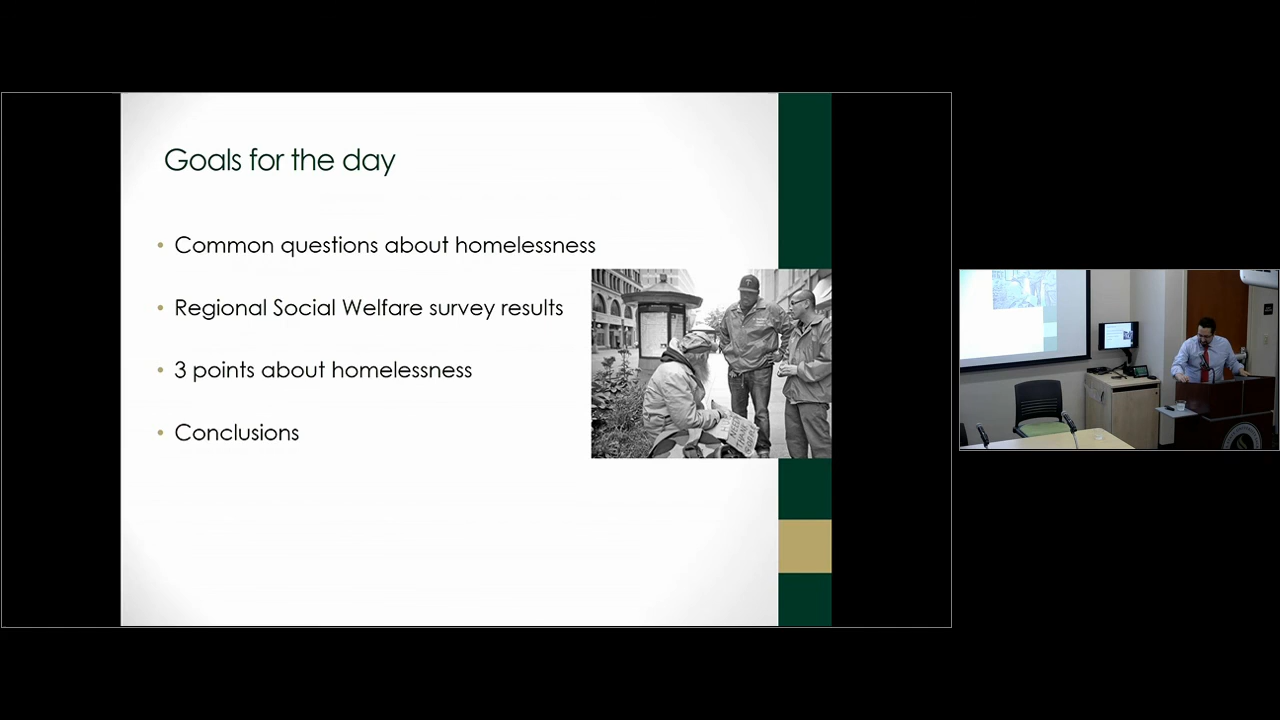 Goals for the day
• Common questions about homelessness
• Regional Social Welfare survey results
• 3 points about homelessness
• Conclusions